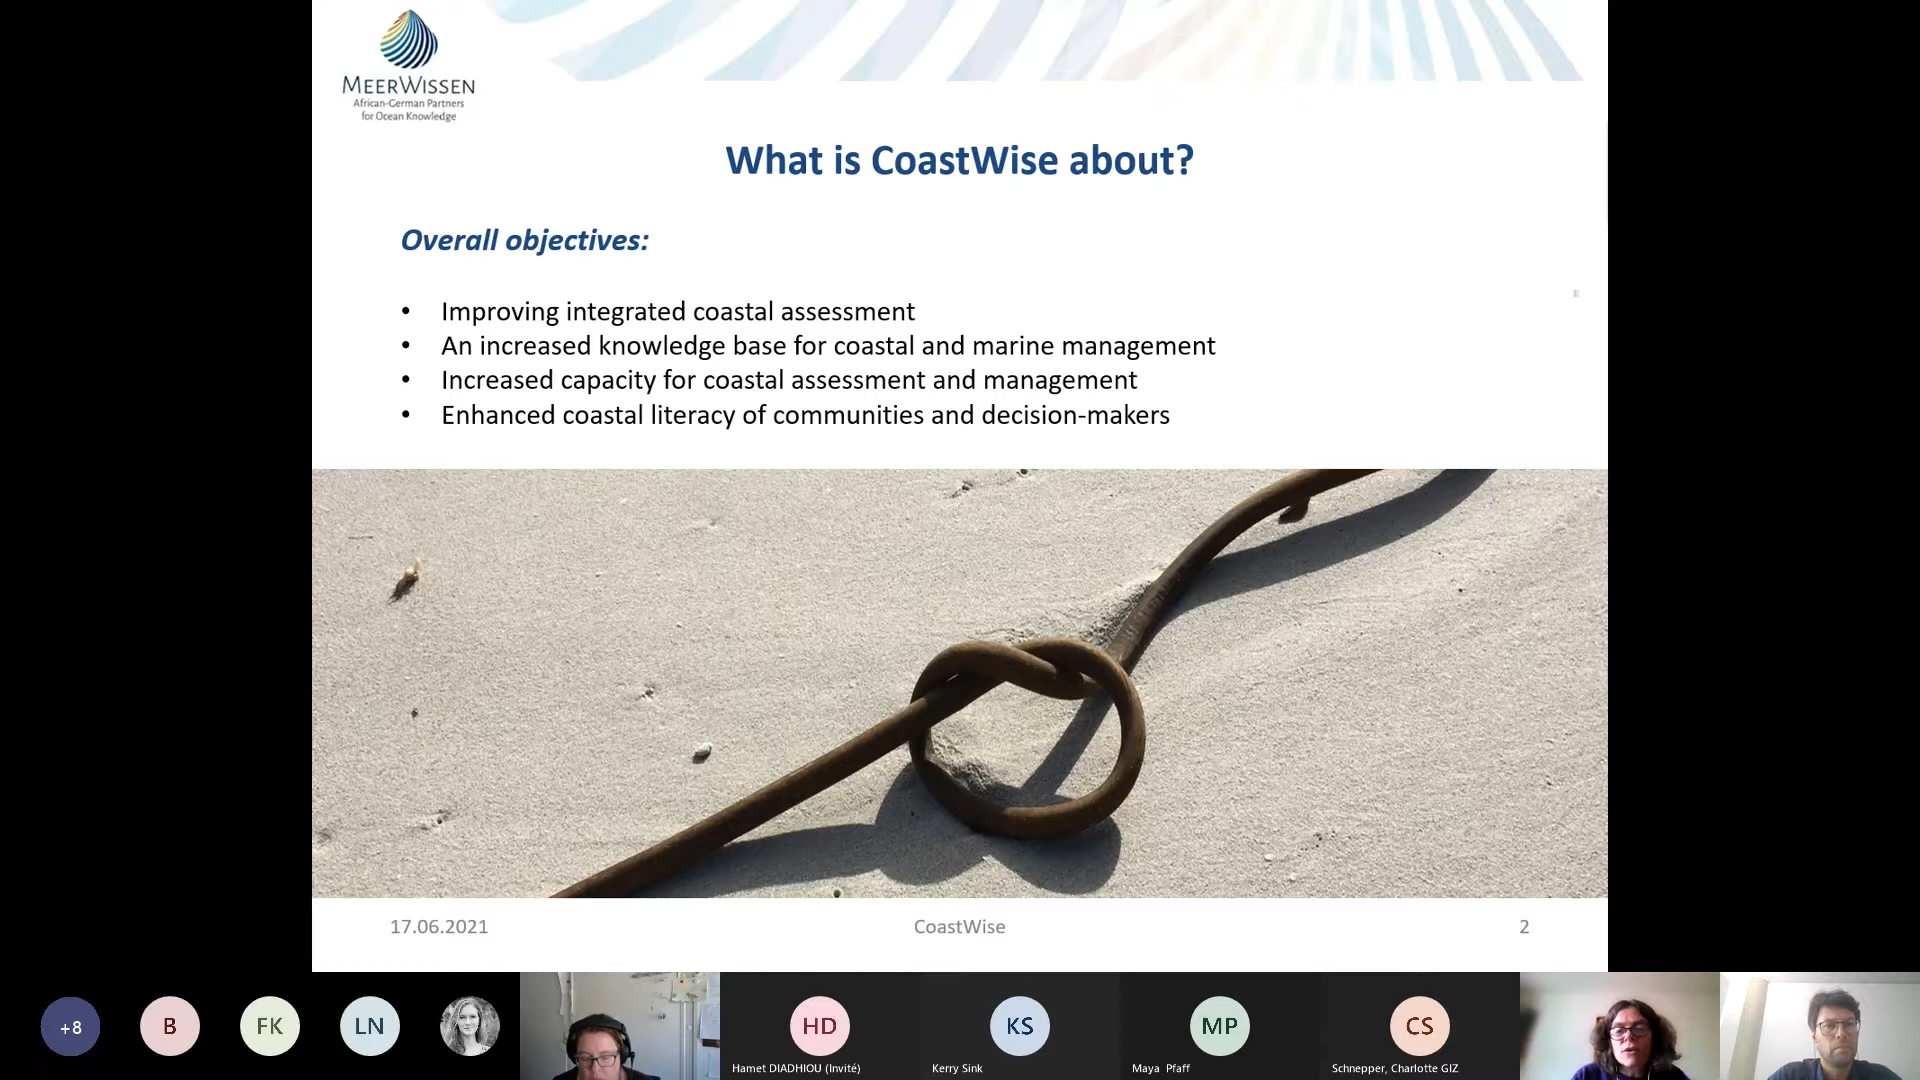 MEERWISSEN
African-German Partners
for Ocean Knowledge
What is CoastWise about?
Overall objectives:
• Improving integrated coastal assessment
• An increased knowledge base for coastal and marine management
• Increased capacity for coastal assessment and management
• Enhanced coastal literacy of communities and decision-makers
17.06.2021
CoastWise
2
+8
B
FK
LN
HD
KS
MP
CS
Hamet DIADHIOU (Invité)
Kerry Sink
Maya Pfaff
Schnepper, Charlotte GIZ